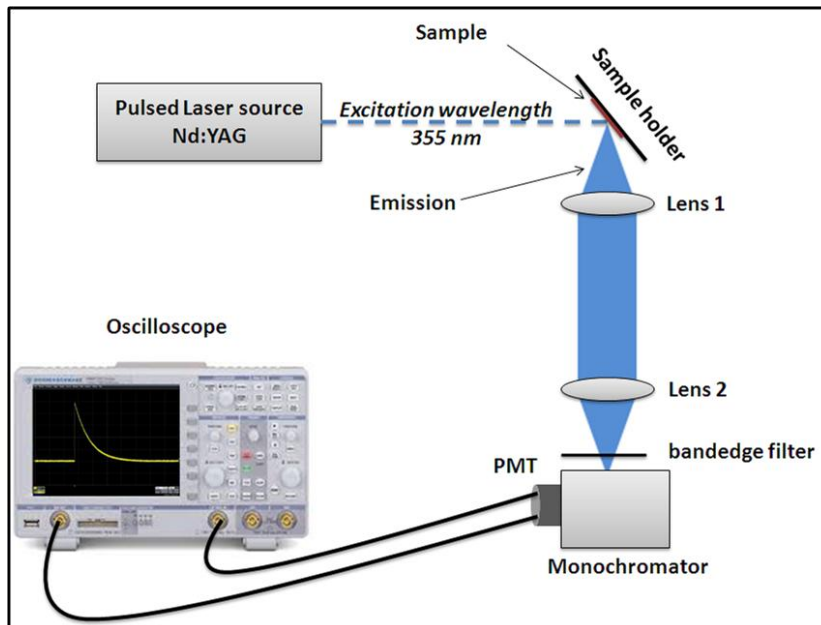 Sample
Sample holder
Pulsed Laser source
Nd:YAG
Excitation wavelength
355 nm
Emission
Lens 1
Oscilloscope
Lens 2
bandedge filter
PMT
Monochromator